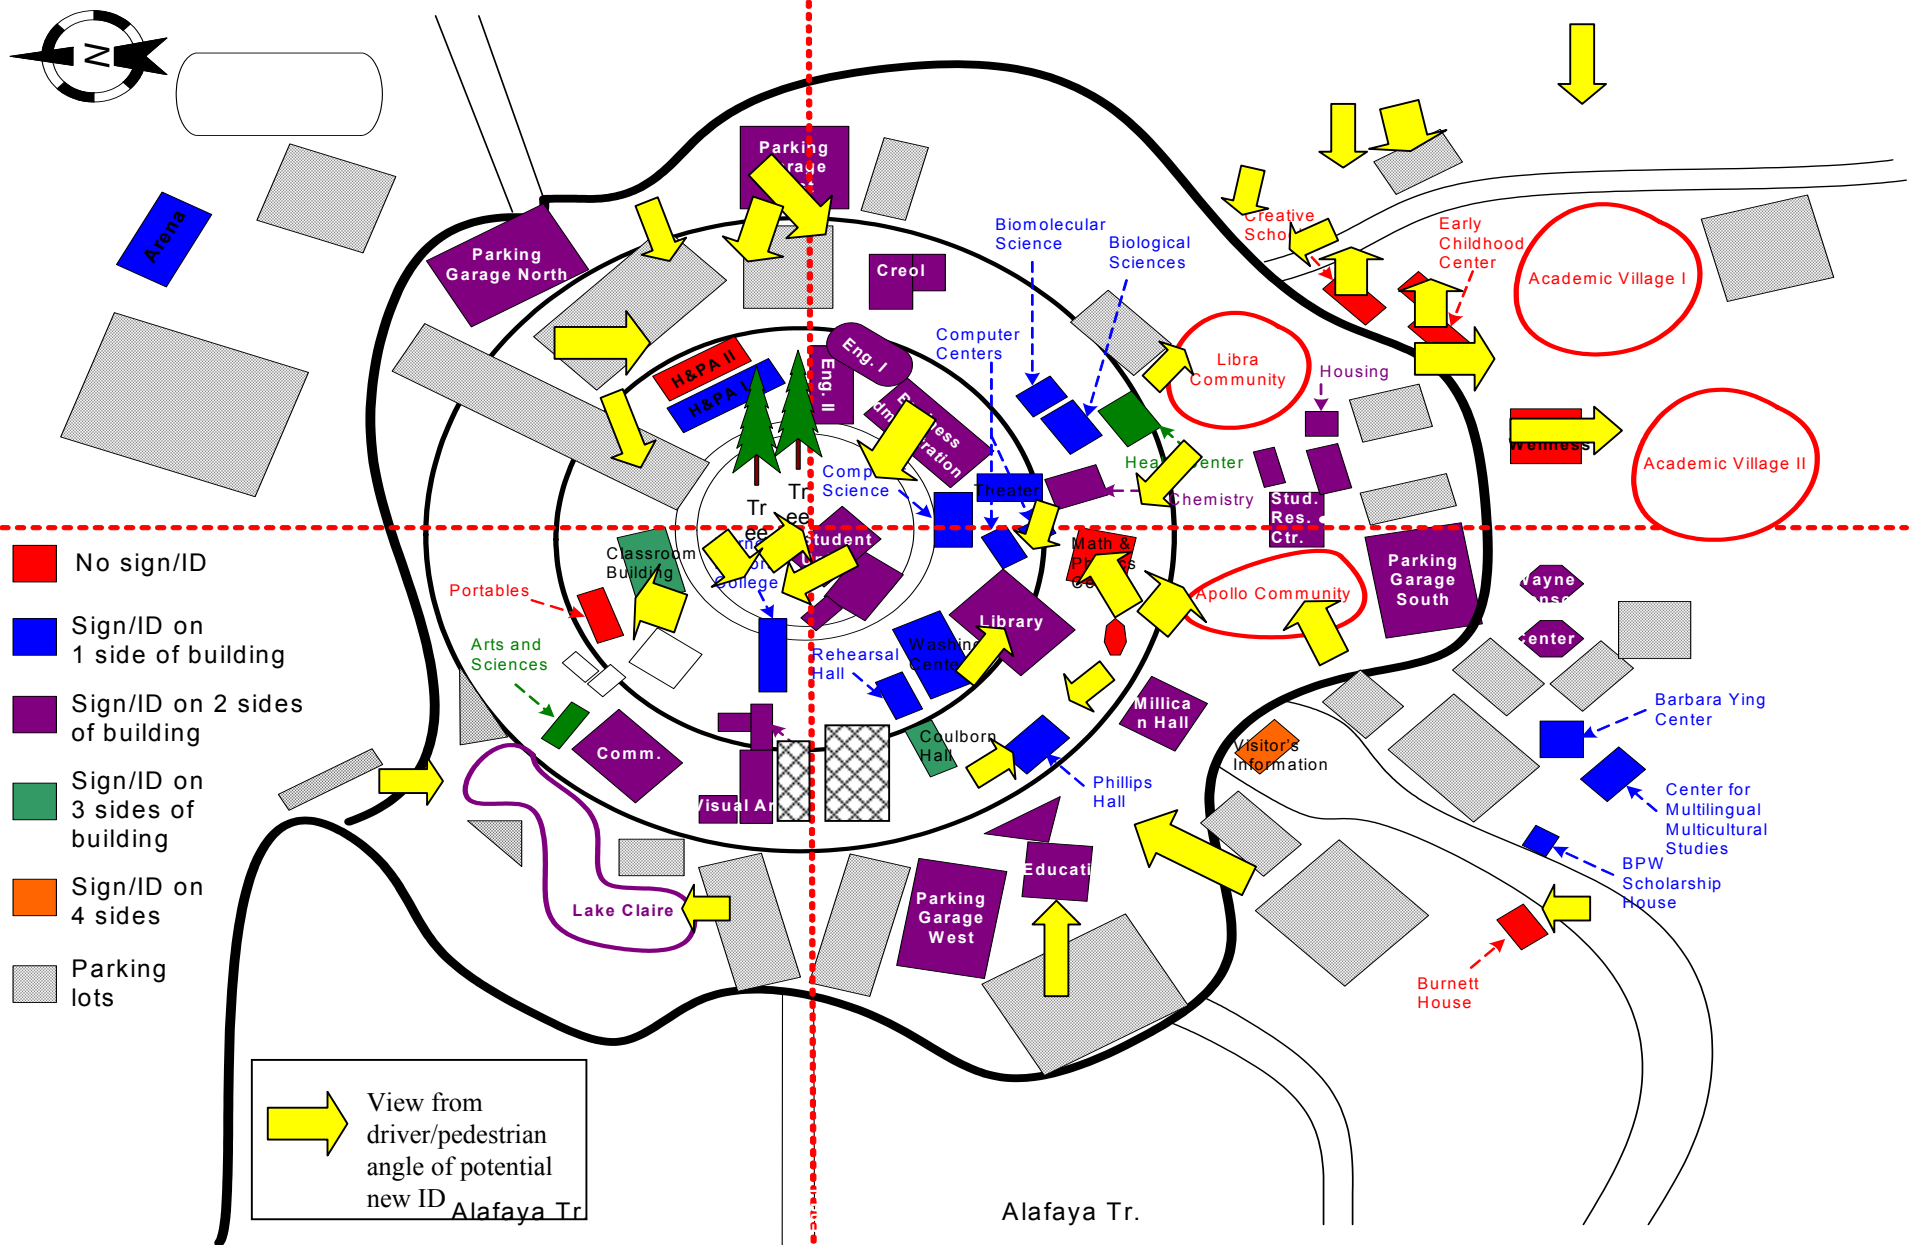 N
Arena
Parking
Garage North
Parking
Creol
Biomolecular
Science
Biological
Sciences
Creative
Early
Childhood
Center
Academic Village I
Computer
Centers
Libra
Community
Housing
H&PA II
H&PA I
Eng. II
Eng. I
Academic Village II
Science
Theater
Chemistry
Stud.
Res.
Ctr.
Tr
ee
Tr
ee
Student
College
Classroom
Building
Math &
Portables
Apollo Community
Parking
Garage
South
Arts and
Sciences
Rehearsal
Hall
Library
Comm.
Coulborn
Hall
Millica
n Hall
Visitor's
Information
Barbara Ying
Center
Phillips
Hall
Center for
Multilingual
Multicultural
Studies
BPW
Scholarship
House
Educati
Parking
Garage
West
Lake Claire
Burnett
House
No sign/ID
Sign/ID on
1 side of building
Sign/ID on 2 sides
of building
Sign/ID on
3 sides of
building
Sign/ID on
4 sides
Parking
lots
View from
driver/pedestrian
angle of potential
new ID
Alafaya Tr
Alafaya Tr.